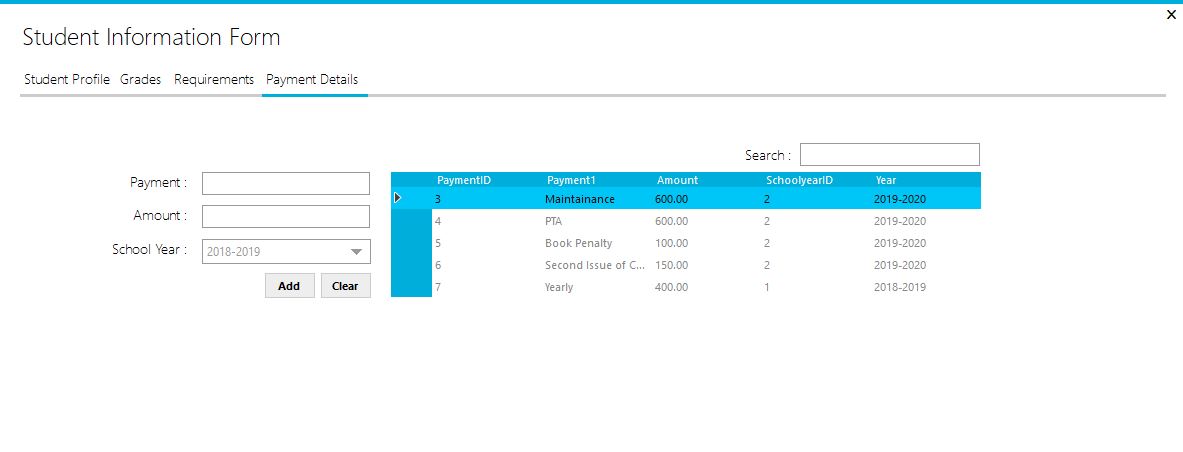 x
Student Information Form
Student Profile Grades Requirements Payment Details
Search :
Payment :
Amount :
School Year : 2018-2019
Add Clear
PaymentID Payment1 Amount SchoolyearID Year
3 Maintainance 600.00 2 2019-2020
4 PTA 600.00 2 2019-2020
5 Book Penalty 100.00 2 2019-2020
6 Second Issue of C... 150.00 2 2019-2020
7 Yearly 400.00 1 2018-2019